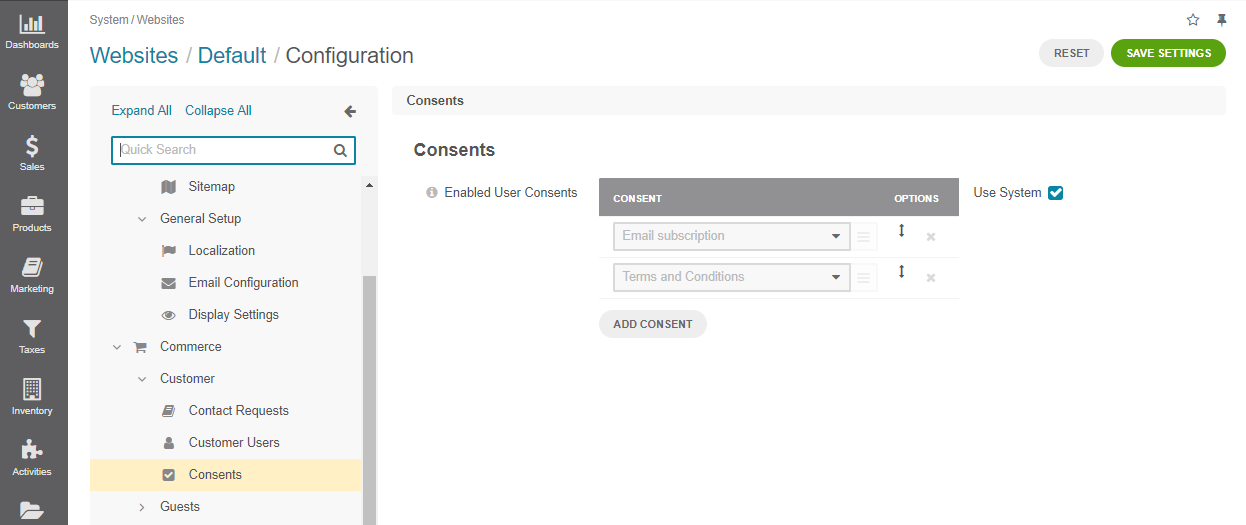 Dashboards
Customers
Sales
Products
Marketing
Taxes
Inventory
Activities
System / Websites
Websites / Default / Configuration
RESET
SAVE SETTINGS
Expand All Collapse All
Quick Search
Sitemap
General Setup
Localization
Email Configuration
Display Settings
Commerce
Customer
Contact Requests
Customer Users
Consents
Guests
Consents
Consents
Enabled User Consents
CONSENT OPTIONS
Email subscription
Terms and Conditions
ADD CONSENT
Use System